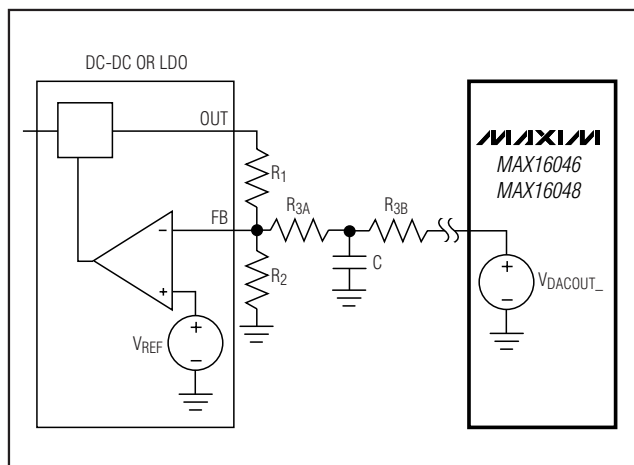 DC-DC OR LDO
OUT
R1
FB
R3A
R3B
R2
C
VREF
+
−
+
−
MAXIM
MAX16046
MAX16048
+
−
VDACOUT_